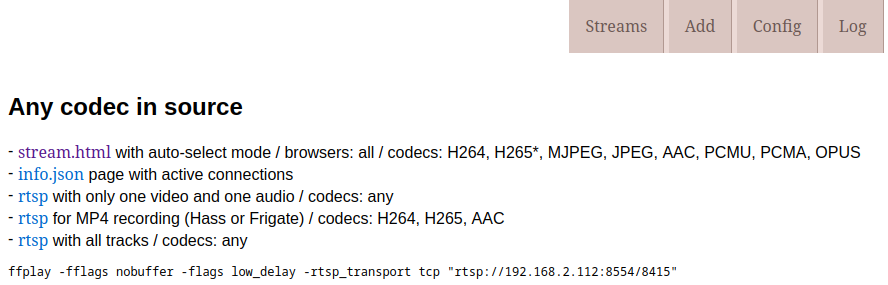 Streams Add Config Log
Any codec in source
- stream.html with auto-select mode / browsers: all / codecs: H264, H265*, MJPEG, JPEG, AAC, PCMU, PCMA, OPUS
- info.json page with active connections
- rtsp with only one video and one audio / codecs: any
- rtsp for MP4 recording (Hass or Frigate) / codecs: H264, H265, AAC
- rtsp with all tracks / codecs: any
ffplay -fflags nobuffer -flags low_delay -rtsp_transport tcp "rtsp://192.168.2.112:8554/8415"